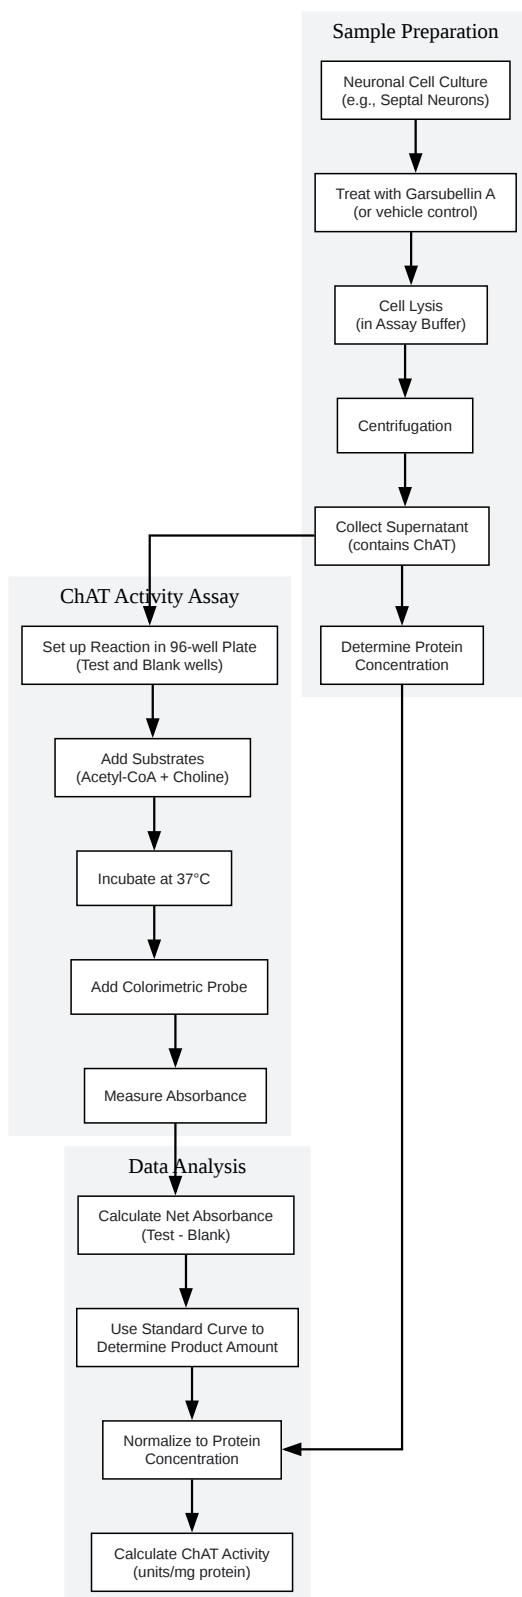 Sample Preparation
Neuronal Cell Culture
(e.g., Septal Neurons)
Treat with Garsubellin A
(or vehicle control)
Cell Lysis
(in Assay Buffer)
Centrifugation
Collect Supernatant
(contains ChAT)
Determine Protein
Concentration
ChAT Activity Assay
Set up Reaction in 96-well Plate
(Test and Blank wells)
Add Substrates
(Acetyl-CoA + Choline)
Incubate at 37°C
Add Colorimetric Probe
Measure Absorbance
Data Analysis
Calculate Net Absorbance
(Test - Blank)
Use Standard Curve to
Determine Product Amount
Normalize to Protein
Concentration
Calculate ChAT Activity
(units/mg protein)